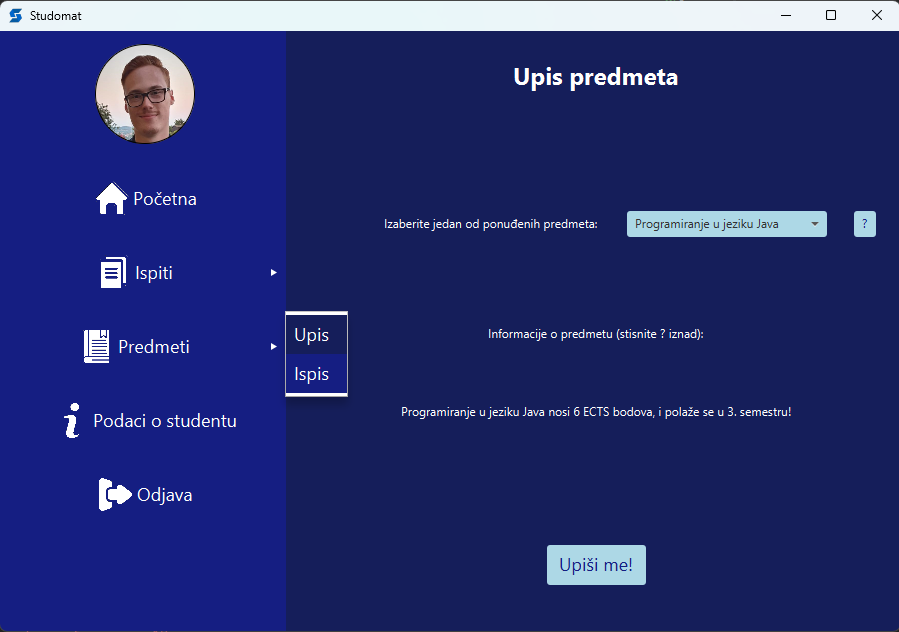 Studomat
Upis predmeta
Početna
Ispiti
Predmeti
Podaci o studentu
Odjava
Upis
Ispis
Izaberite jedan od ponuđenih predmeta:
Programiranje u jeziku Java
?
Informacije o predmetu (stisnite ? iznad):
Programiranje u jeziku Java nosi 6 ECTS bodova, i polaže se u 3. semestru!
Upiši me!